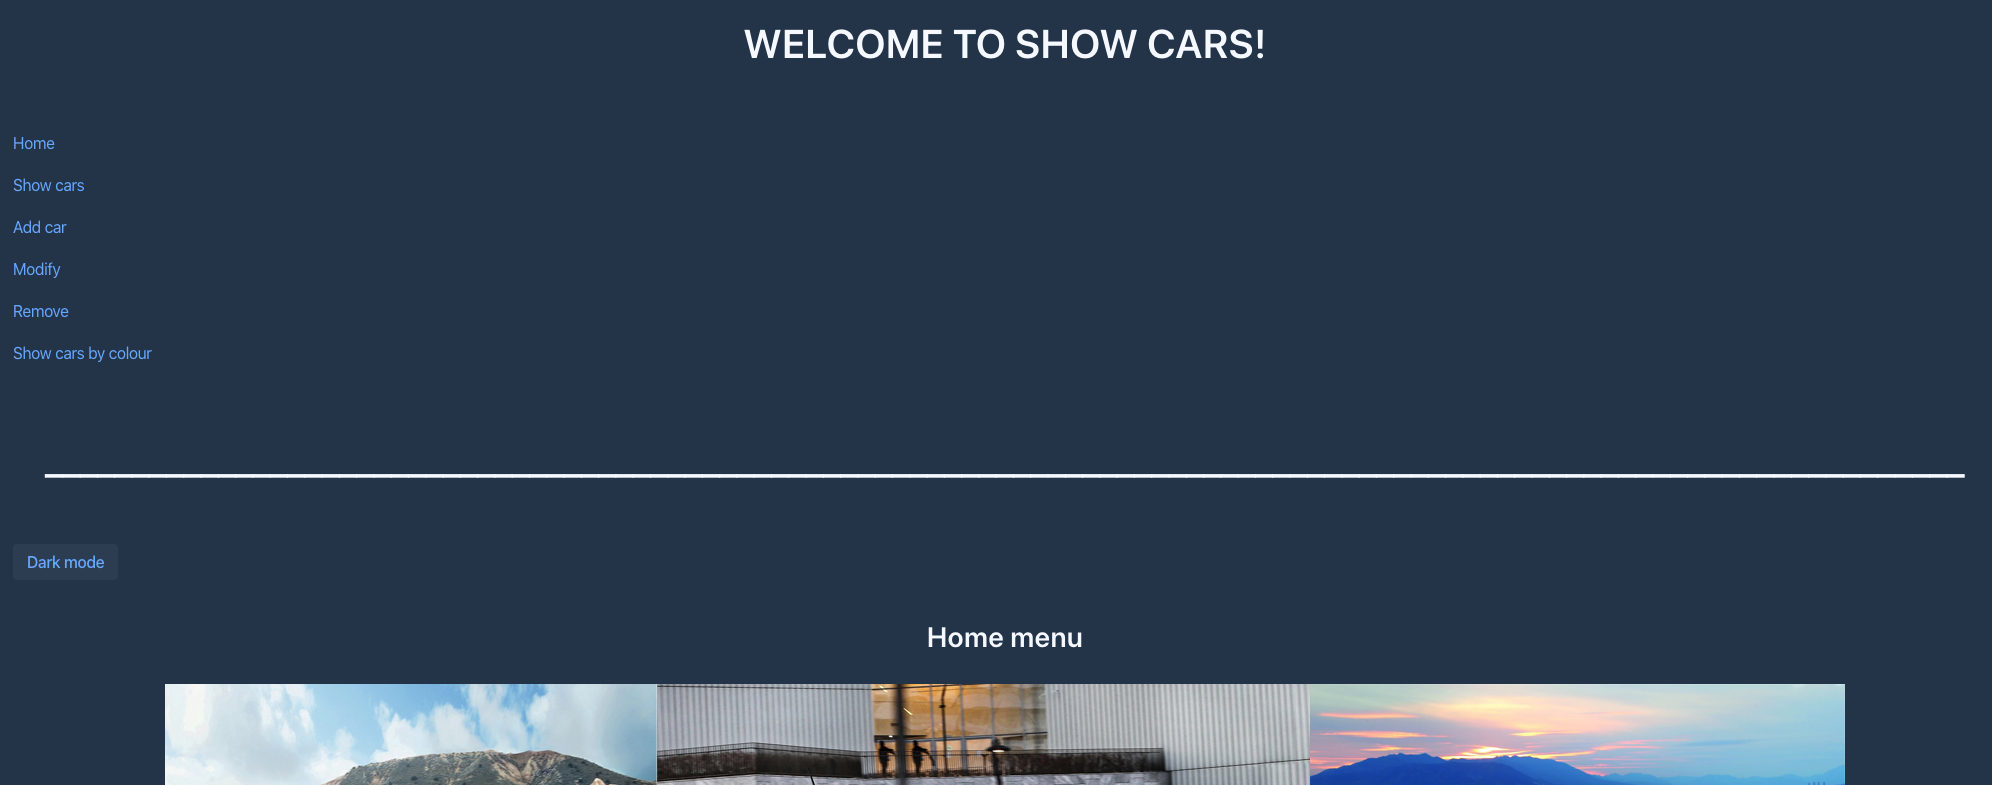 WELCOME TO SHOW CARS!
Home
Show cars
Add car
Modify
Remove
Show cars by colour
Dark mode
Home menu